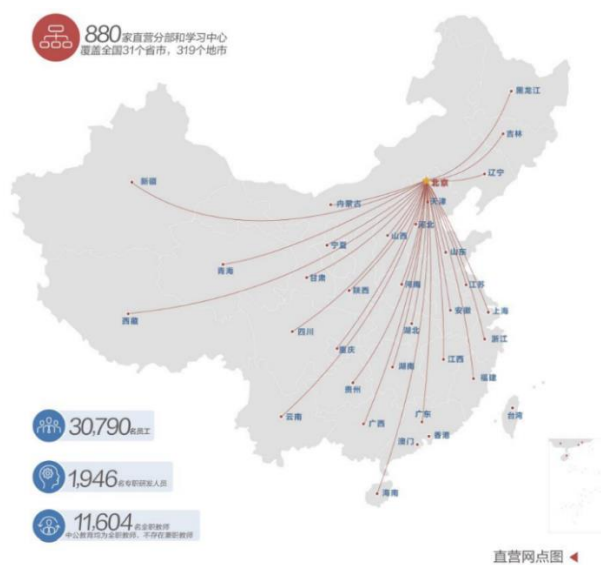 880家直营分部和学习中心
覆盖全国31个省市，319个地市
黑龙江
吉林
辽宁
北京
天津
新疆
内蒙古
河北
山西
宁夏
山东
青海
甘肃
陕西
河南
江苏
西藏
安徽
上海
四川
湖北
浙江
重庆
江西
湖南
福建
贵州
云南
广西
广东
台湾
香港
澳门
海南
30,790名员工
1,946名专职研发人员
11,604名全职教师
中公教育均为全职教师，不存在兼职教师
直营网点图